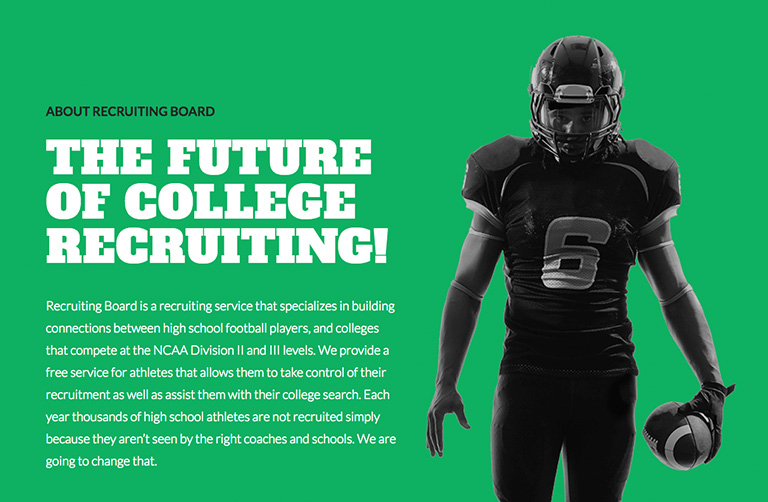 ABOUT RECRUITING BOARD
THE FUTURE
OF COLLEGE
RECRUITING!
Recruiting Board is a recruiting service that specializes in building
connections between high school football players, and colleges
that compete at the NCAA Division II and III levels. We provide a
free service for athletes that allows them to take control of their
recruitment as well as assist them with their college search. Each
year thousands of high school athletes are not recruited simply
because they aren't seen by the right coaches and schools. We are
going to change that.
6